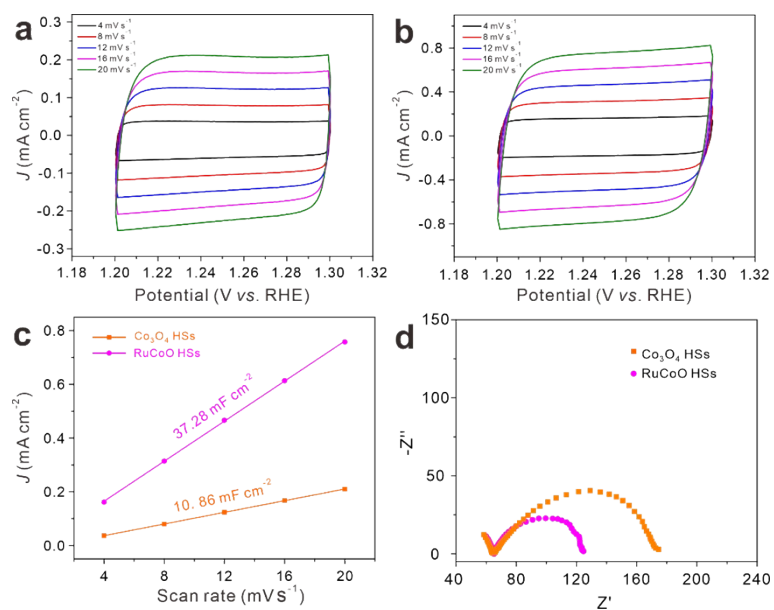 a
4 mV s⁻¹
8 mV s⁻¹
12 mV s⁻¹
16 mV s⁻¹
20 mV s⁻¹
0.3
0.2
0.1
0.0
-0.1
-0.2
-0.3
J (mA cm⁻²)
1.18 1.20 1.22 1.24 1.26 1.28 1.30 1.32
Potential (V vs. RHE)
b
4 mV s⁻¹
8 mV s⁻¹
12 mV s⁻¹
16 mV s⁻¹
20 mV s⁻¹
0.8
0.4
0.0
-0.4
-0.8
J (mA cm⁻²)
1.18 1.20 1.22 1.24 1.26 1.28 1.30 1.32
Potential (V vs. RHE)
c
Co₃O₄ HSs
RuCoO HSs
37.28 mF cm⁻²
10. 86 mF cm⁻²
0.8
0.6
0.4
0.2
0.0
J (mA cm⁻²)
4 8 12 16 20
Scan rate (mV s⁻¹)
d
Co₃O₄ HSs
RuCoO HSs
150
100
50
0
-Z''
40 80 120 160 200 240
Z'